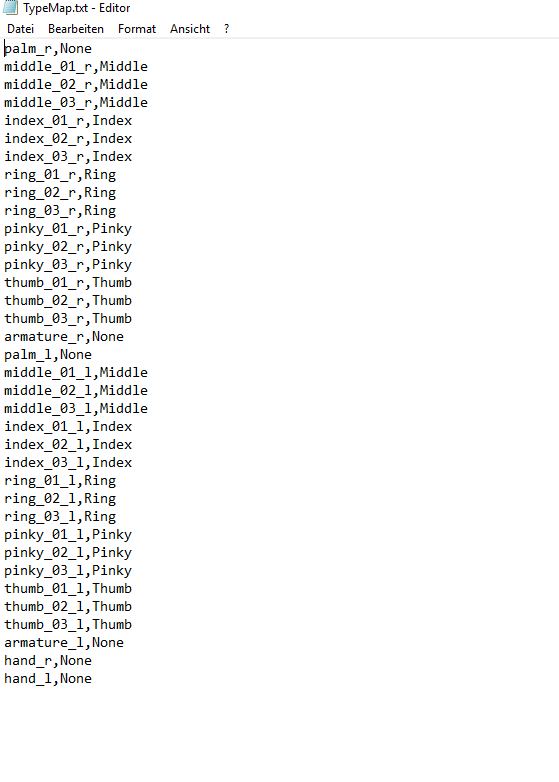 TypeMap.txt - Editor
Datei Bearbeiten Format Ansicht ?
palm_r,None
middle_01_r,Middle
middle_02_r,Middle
middle_03_r,Middle
index_01_r,Index
index_02_r,Index
index_03_r,Index
ring_01_r,Ring
ring_02_r,Ring
ring_03_r,Ring
pinky_01_r,Pinky
pinky_02_r,Pinky
pinky_03_r,Pinky
thumb_01_r,Thumb
thumb_02_r,Thumb
thumb_03_r,Thumb
armature_r,None
palm_l,None
middle_01_l,Middle
middle_02_l,Middle
middle_03_l,Middle
index_01_l,Index
index_02_l,Index
index_03_l,Index
ring_01_l,Ring
ring_02_l,Ring
ring_03_l,Ring
pinky_01_l,Pinky
pinky_02_l,Pinky
pinky_03_l,Pinky
thumb_01_l,Thumb
thumb_02_l,Thumb
thumb_03_l,Thumb
armature_l,None
hand_r,None
hand_l,None